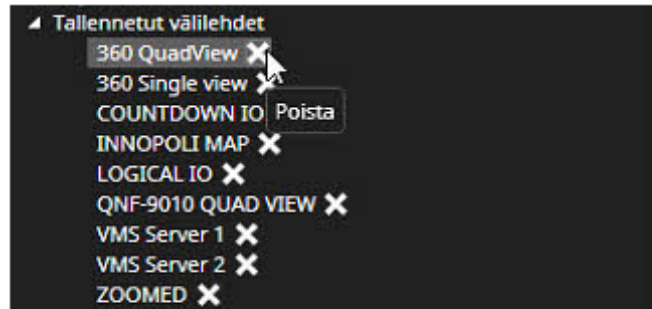 Tallennetut välilehdet
360 QuadView
360 Single view
COUNTDOWN IO
Poista
INNOPOLI MAP
LOGICAL IO
QNF-9010 QUAD VIEW
VMS Server 1
VMS Server 2
ZOOMED